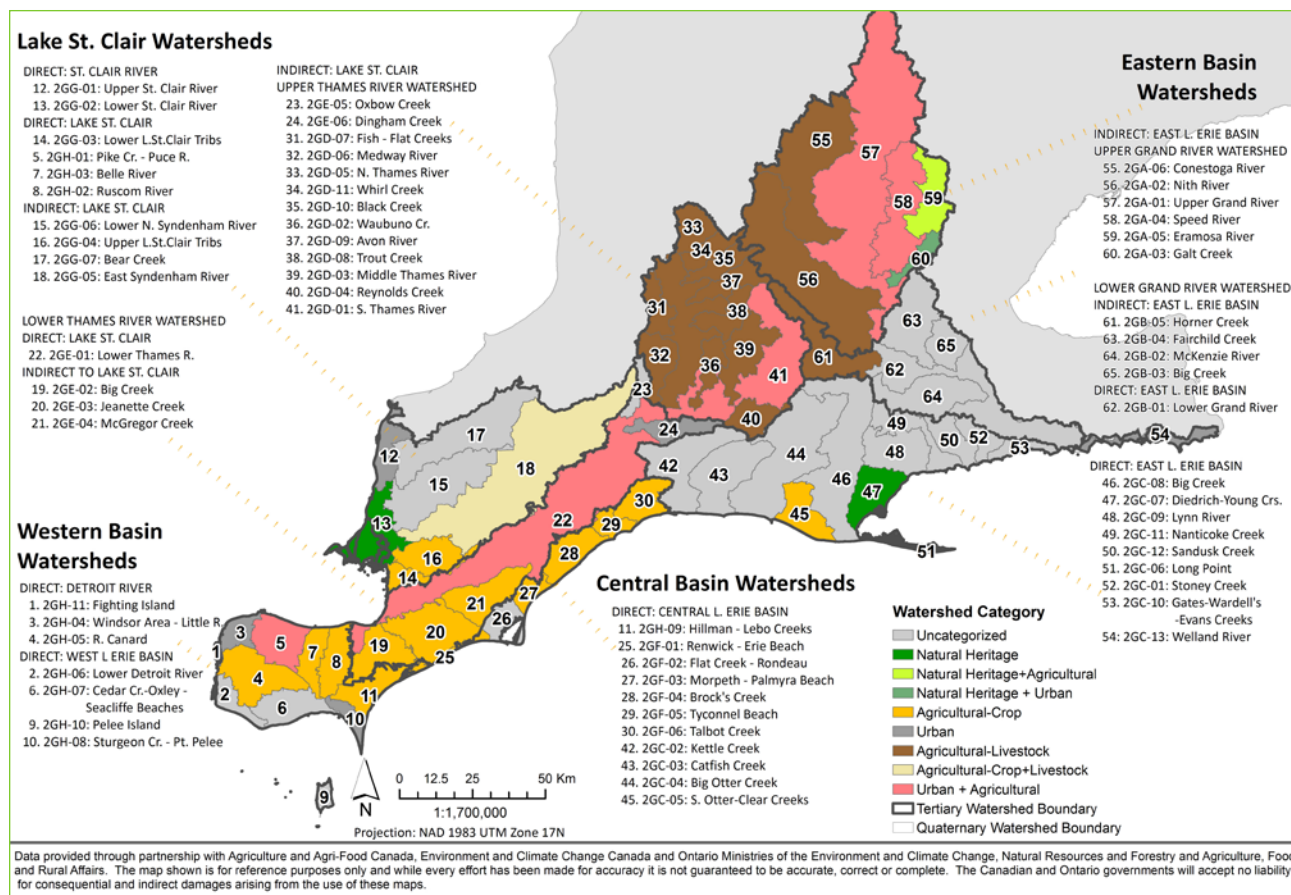 Lake St. Clair Watersheds
DIRECT: ST. CLAIR RIVER
12. 2GG-01: Upper St. Clair River
13. 2GG-02: Lower St. Clair River
DIRECT: LAKE ST. CLAIR
14. 2GG-03: Lower L.St.Clair Tribs
5. 2GH-01: Pike Cr. - Puce R.
7. 2GH-03: Belle River
8. 2GH-02: Ruscom River
INDIRECT: LAKE ST. CLAIR
15. 2GG-06: Lower N. Syndenham River
16. 2GG-04: Upper L.St.Clair Tribs
17. 2GG-07: Bear Creek
18. 2GG-05: East Syndenham River
LOWER THAMES RIVER WATERSHED
DIRECT: LAKE ST. CLAIR
22. 2GE-01: Lower Thames R.
INDIRECT TO LAKE ST. CLAIR
19. 2GE-02: Big Creek
20. 2GE-03: Jeanette Creek
21. 2GE-04: McGregor Creek
INDIRECT: LAKE ST. CLAIR
UPPER THAMES RIVER WATERSHED
23. 2GE-05: Oxbow Creek
24. 2GE-06: Dingham Creek
31. 2GD-07: Fish - Flat Creeks
32. 2GD-06: Medway River
33. 2GD-05: N. Thames River
34. 2GD-11: Whirl Creek
35. 2GD-10: Black Creek
36. 2GD-02: Waubuno Cr.
37. 2GD-09: Avon River
38. 2GD-08: Trout Creek
39. 2GD-03: Middle Thames River
40. 2GD-04: Reynolds Creek
41. 2GD-01: S. Thames River
Eastern Basin
Watersheds
INDIRECT: EAST L. ERIE BASIN
UPPER GRAND RIVER WATERSHED
55. 2GA-06: Conestoga River
56. 2GA-02: Nith River
57. 2GA-01: Upper Grand River
58. 2GA-04: Speed River
59. 2GA-05: Eramosa River
60. 2GA-03: Galt Creek
LOWER GRAND RIVER WATERSHED
INDIRECT: EAST L. ERIE BASIN
61. 2GB-05: Horner Creek
63. 2GB-04: Fairchild Creek
64. 2GB-02: McKenzie River
65. 2GB-03: Big Creek
DIRECT: EAST L. ERIE BASIN
62. 2GB-01: Lower Grand River
DIRECT: EAST L. ERIE BASIN
46. 2GC-08: Big Creek
47. 2GC-07: Diedrich-Young Crs.
48. 2GC-09: Lynn River
49. 2GC-11: Nanticoke Creek
50. 2GC-12: Sandusk Creek
51. 2GC-06: Long Point
52. 2GC-01: Stoney Creek
53. 2GC-10: Gates-Wardell's
-Evans Creeks
54: 2GC-13: Welland River
Western Basin
Watersheds
DIRECT: DETROIT RIVER
1. 2GH-11: Fighting Island
3. 2GH-04: Windsor Area - Little R.
4. 2GH-05: R. Canard
DIRECT: WEST L ERIE BASIN
2. 2GH-06: Lower Detroit River
6. 2GH-07: Cedar Cr.-Oxley -
Seacliffe Beaches
9. 2GH-10: Pelee Island
10. 2GH-08: Sturgeon Cr. - Pt. Pelee
Central Basin Watersheds
DIRECT: CENTRAL L. ERIE BASIN
11. 2GH-09: Hillman - Lebo Creeks
25. 2GF-01: Renwick - Erie Beach
26. 2GF-02: Flat Creek - Rondeau
27. 2GF-03: Morpeth - Palmyra Beach
28. 2GF-04: Brock's Creek
29. 2GF-05: Tyconnel Beach
30. 2GF-06: Talbot Creek
42. 2GC-02: Kettle Creek
43. 2GC-03: Catfish Creek
44. 2GC-04: Big Otter Creek
45. 2GC-05: S. Otter-Clear Creeks
Watershed Category
Uncategorized
Natural Heritage
Natural Heritage+Agricultural
Natural Heritage + Urban
Agricultural-Crop
Urban
Agricultural-Livestock
Agricultural-Crop+Livestock
Urban + Agricultural
Tertiary Watershed Boundary
Quaternary Watershed Boundary
55
57
58
59
60
56
33
34
35
37
31
38
32
39
36
41
61
63
65
62
64
40
23
24
17
12
18
15
13
16
14
22
42
43
44
46
45
47
48
49
50
52
53
54
51
30
29
28
27
26
21
20
19
25
11
10
8
7
5
3
1
4
2
6
9
N
0 12.5 25 50 Km
1:1,700,000
Projection: NAD 1983 UTM Zone 17N
Data provided through partnership with Agriculture and Agri-Food Canada, Environment and Climate Change Canada and Ontario Ministries of the Environment and Climate Change, Natural Resources and Forestry and Agriculture, Food
and Rural Affairs. The map shown is for reference purposes only and while every effort has been made for accuracy it is not guaranteed to be accurate, correct or complete. The Canadian and Ontario governments will accept no liability
for consequential and indirect damages arising from the use of these maps.